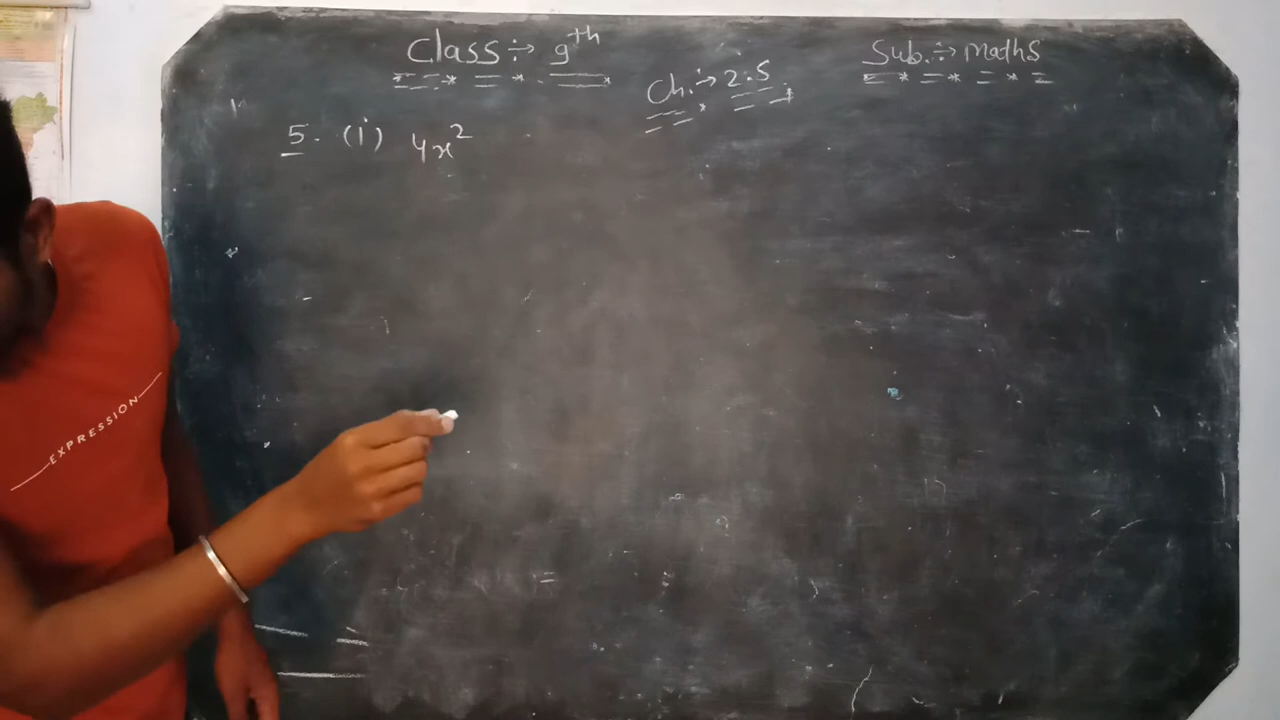 Class:→ 9th
Sub.:→ maths
Ch.:→ 2.5
5. (i) 4x²
EXPRESSION